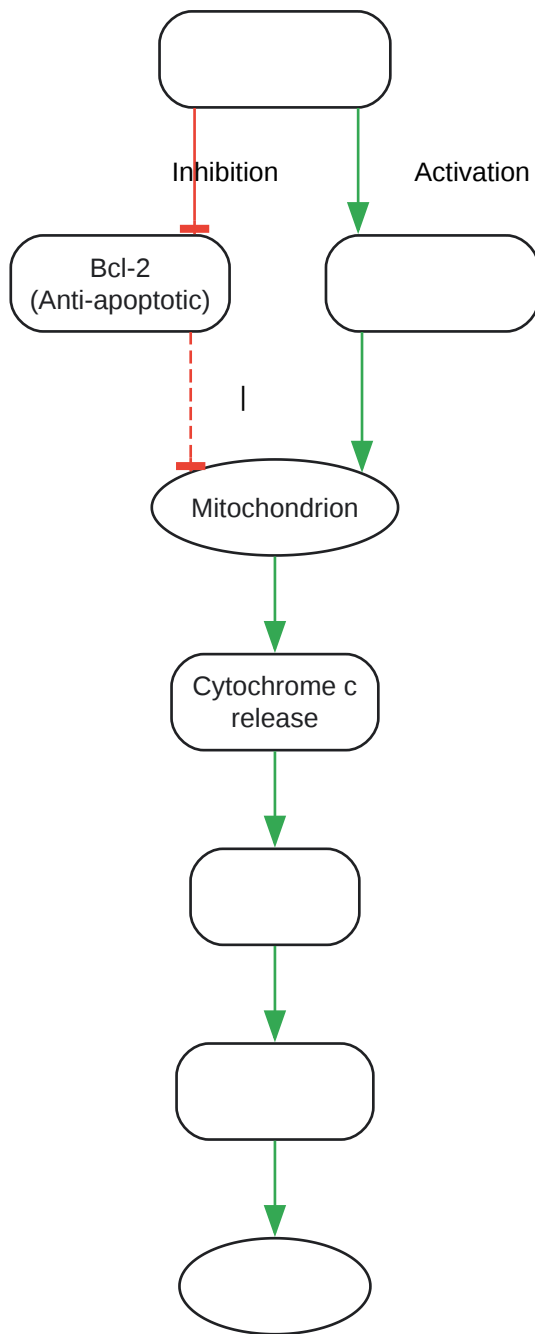 Inhibition
Activation
Bcl-2
(Anti-apoptotic)
|
Mitochondrion
Cytochrome c
release